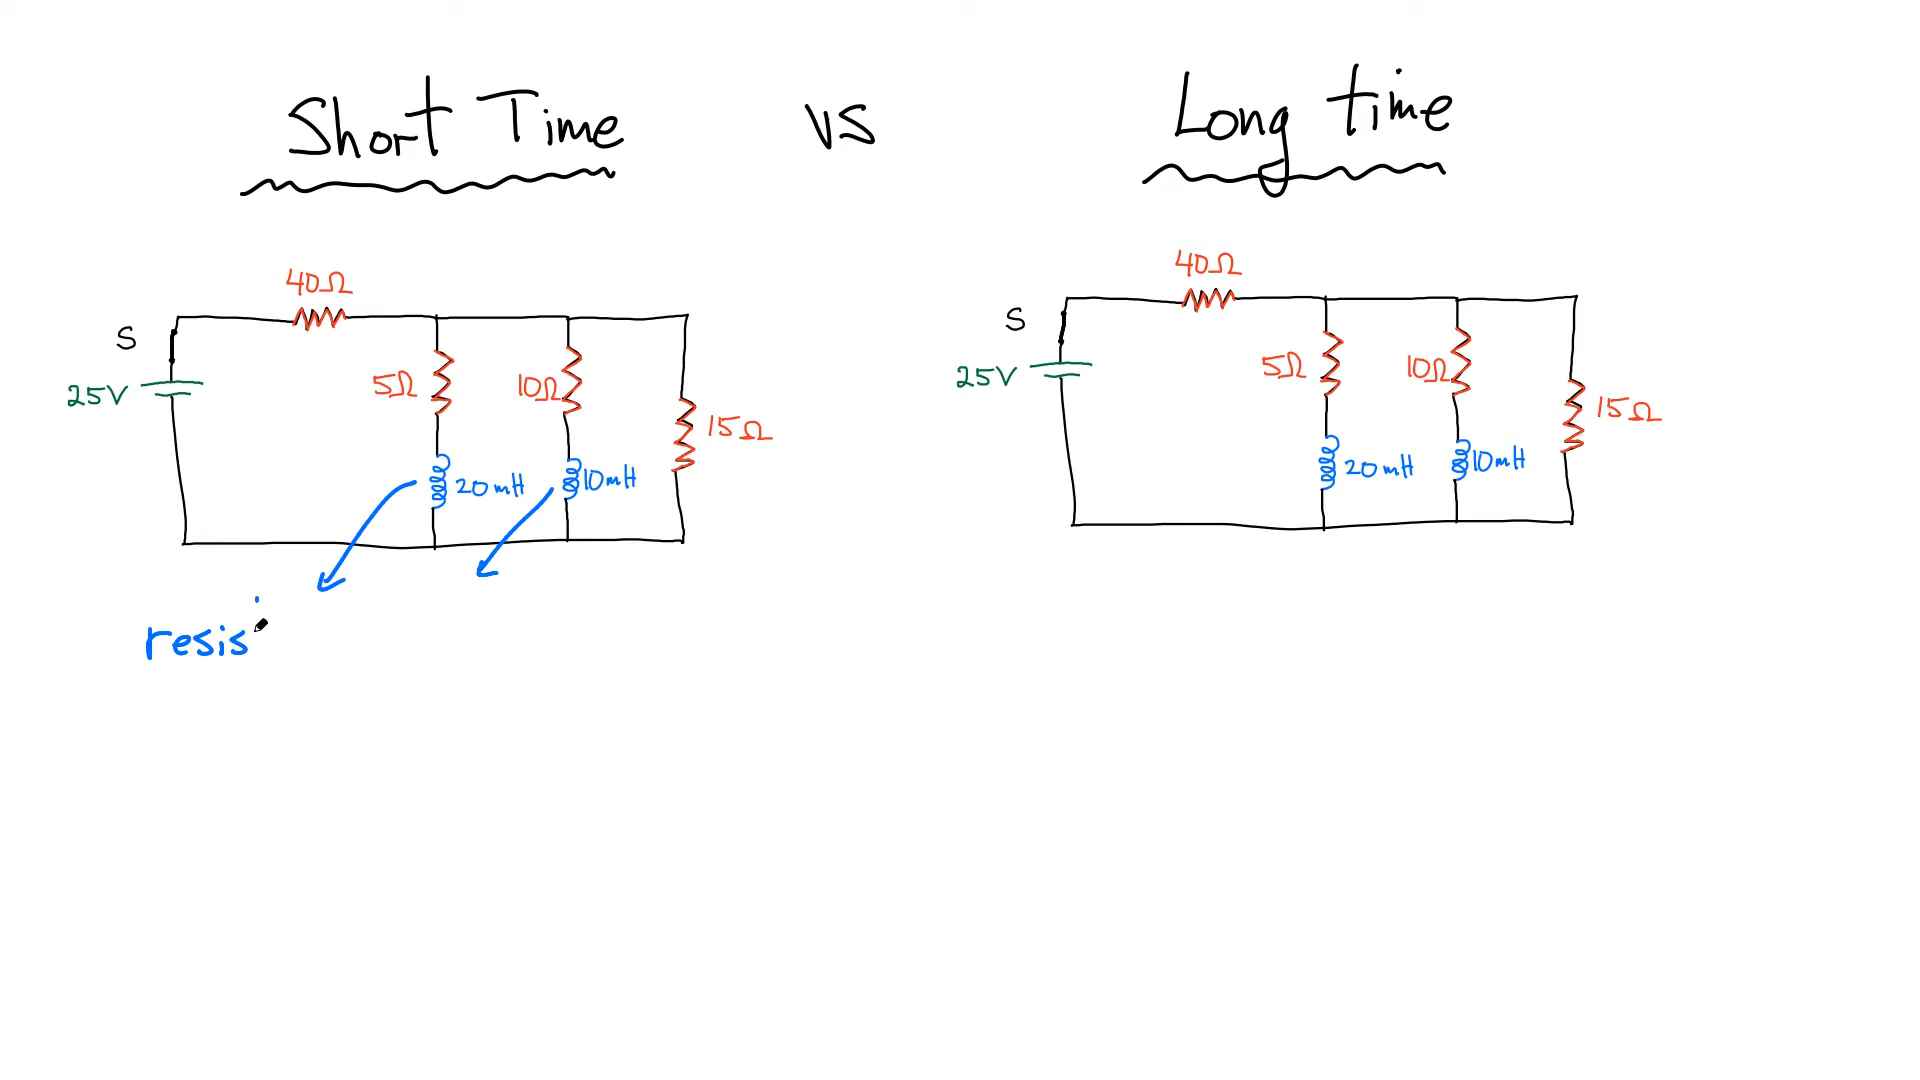 Short Time vs Long time
40Ω
S
25V
5Ω
10Ω
15Ω
20mH
10mH
resis
40Ω
S
25V
5Ω
10Ω
15Ω
20mH
10mH